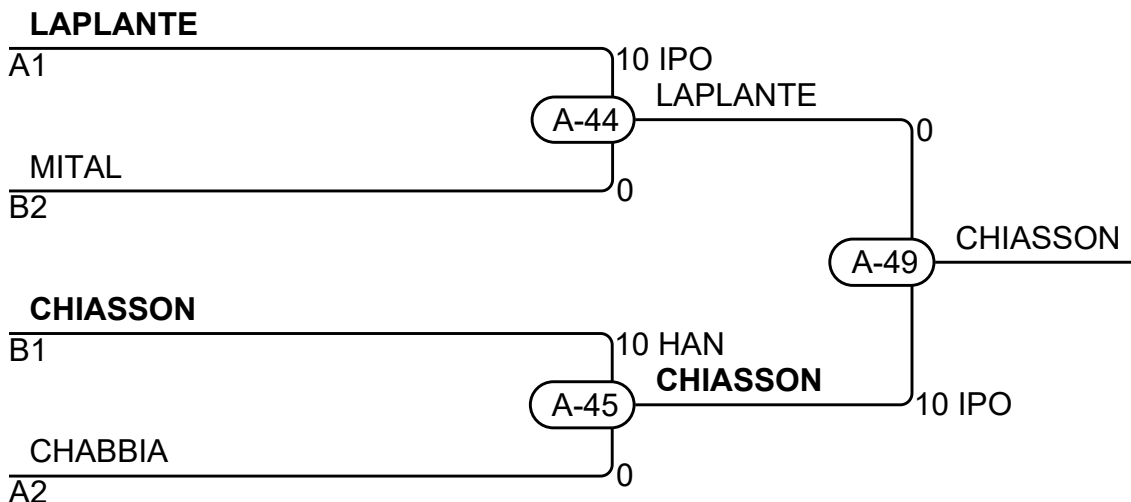 LAPLANTE
A1
10 IPO
LAPLANTE
A-44
0
MITAL
B2
0
CHIASSON
A-49
CHIASSON
B1
10 HAN
CHIASSON
A-45
10 IPO
CHABBIA
A2
0